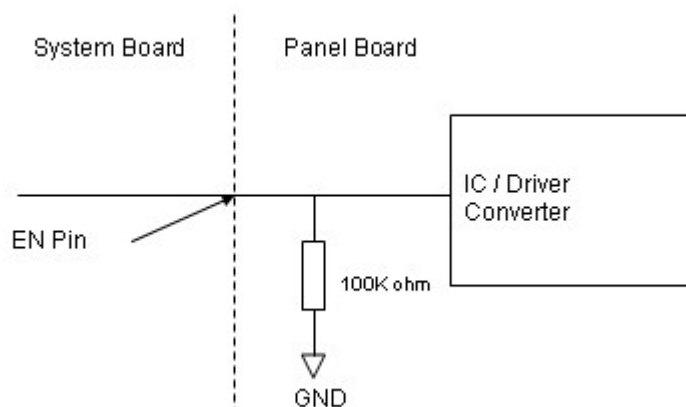 System Board
Panel Board
IC / Driver
Converter
EN Pin
100K ohm
GND